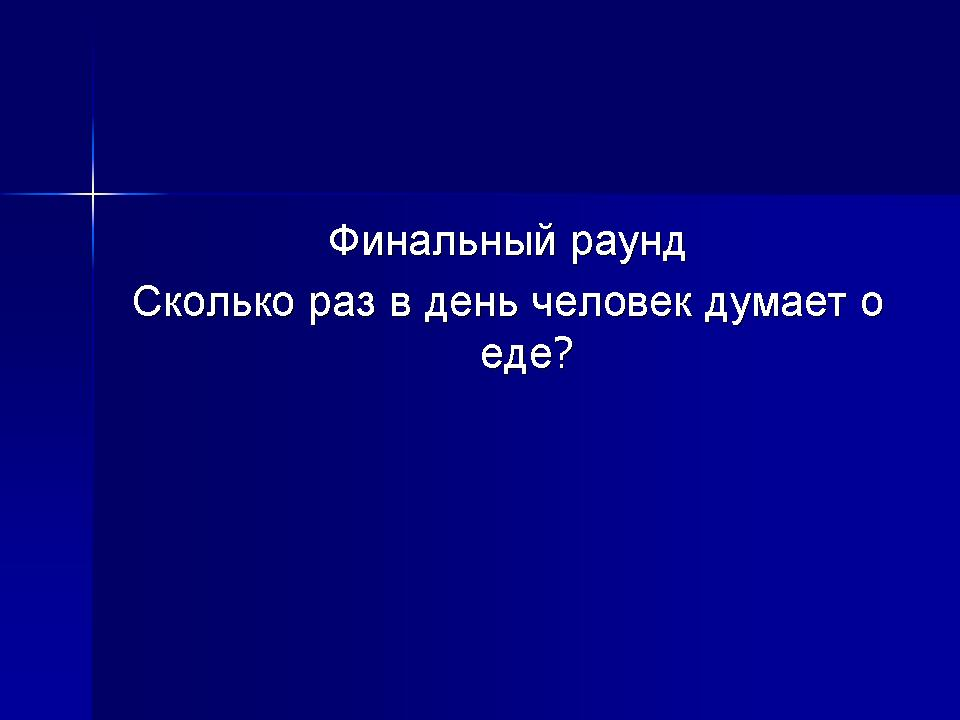 Финальный раунд
Сколько раз в день человек думает о
еде?